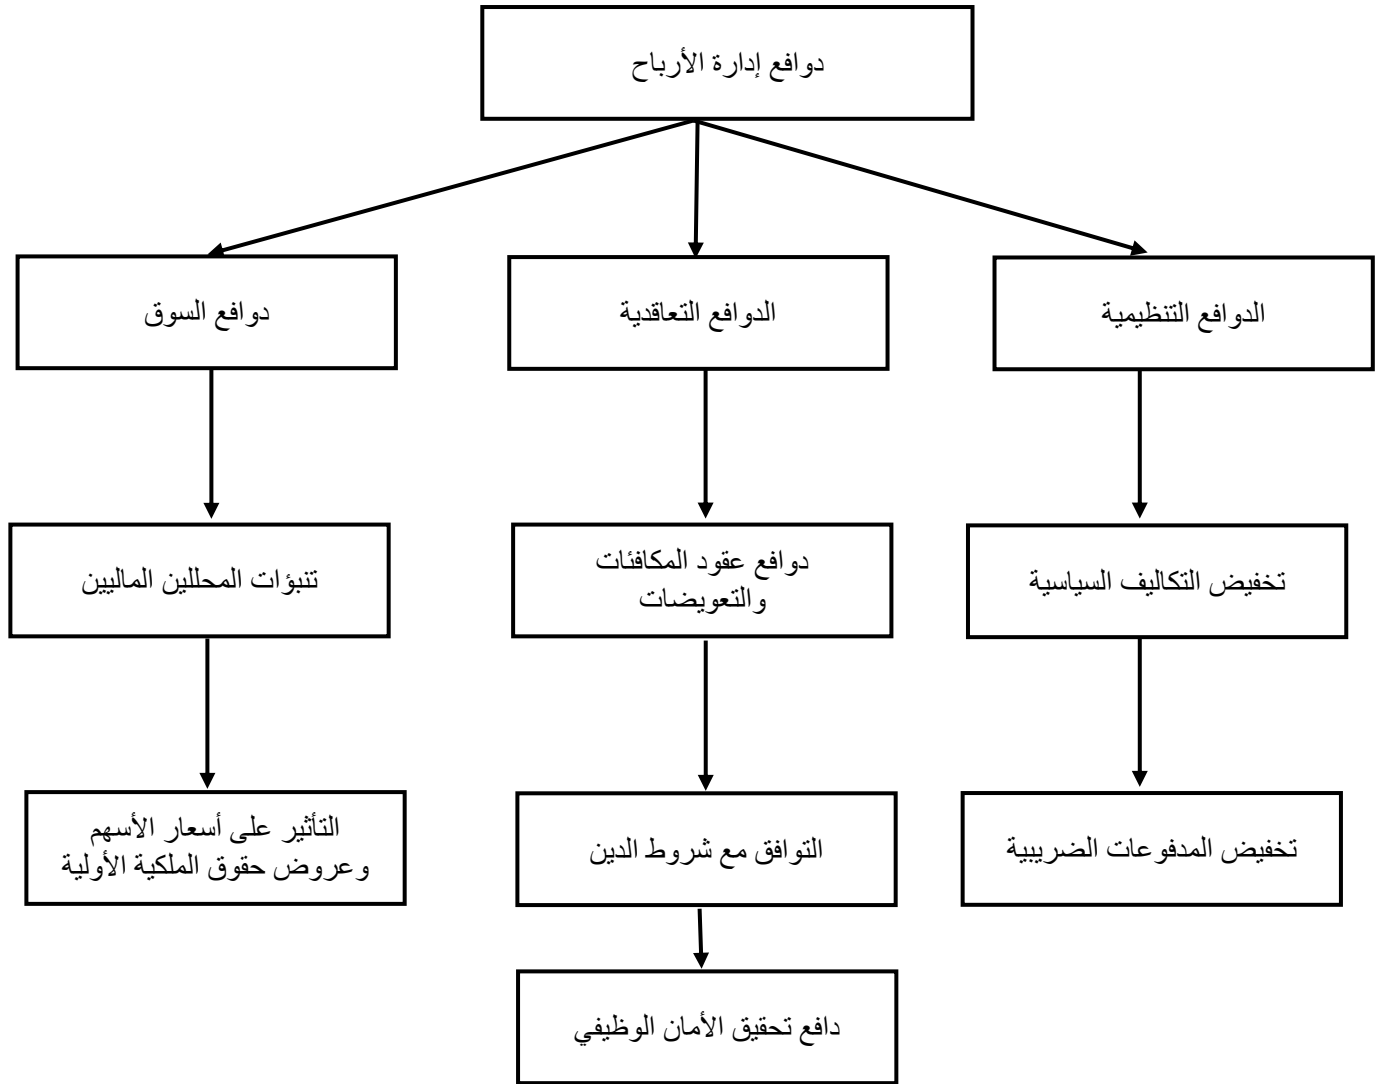 دوافع إدارة الأرباح
الدوافع التنظيمية
الدوافع التعاقدية
دوافع السوق
تخفيض التكاليف السياسية
دوافع عقود المكافئات
والتعويضات
تنبؤات المحللين الماليين
تخفيض المدفوعات الضريبية
التوافق مع شروط الدين
التأثير على أسعار الأسهم
وعروض حقوق الملكية الأولية
دافع تحقيق الأمان الوظيفي